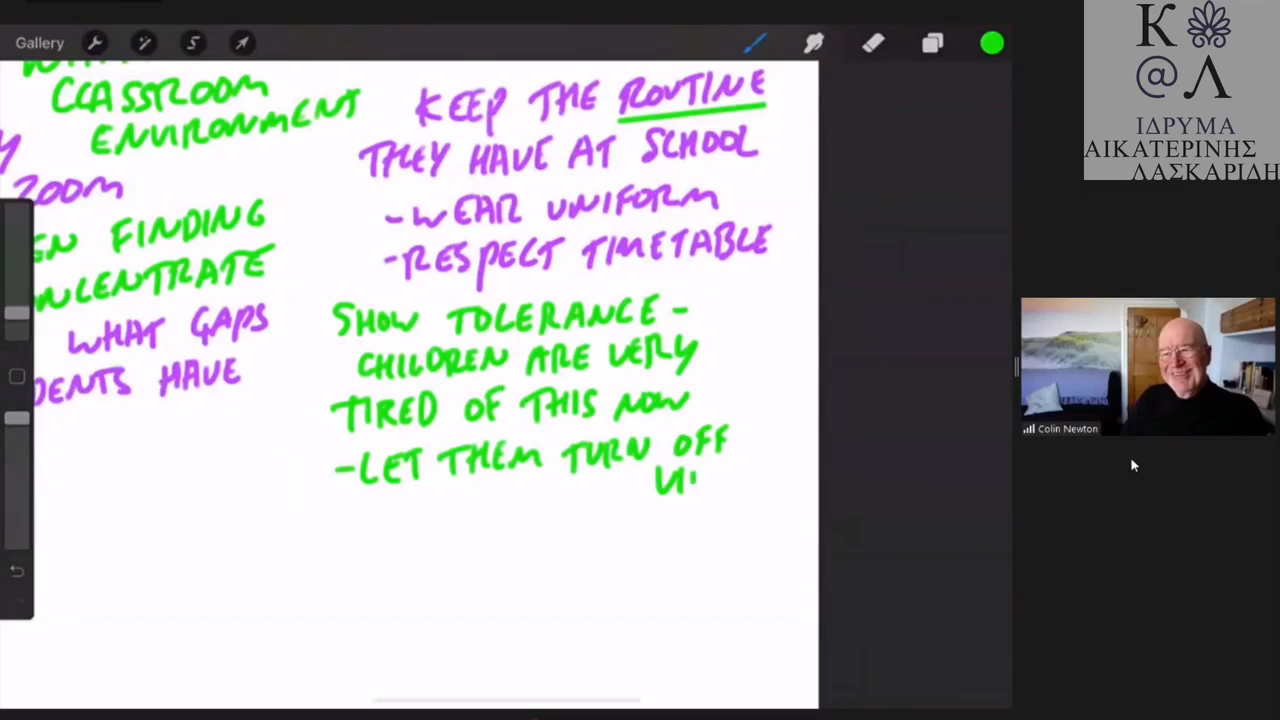 Gallery
CLASSROOM
ENVIRONMENT
ZOOM
FINDING
WHAT GAPS
HAVE
KEEP THE ROUTINE
THEY HAVE AT SCHOOL
-WEAR UNIFORM
-RESPECT TIMETABLE
SHOW TOLERANCE-
CHILDREN ARE VERY
TIRED OF THIS NOW
-LET THEM TURN OFF
Κ
@Λ
ΙΔΡΥΜΑ
ΑΙΚΑΤΕΡΙΝΗΣ
ΛΑΣΚΑΡΙΔΗ
Colin Newton